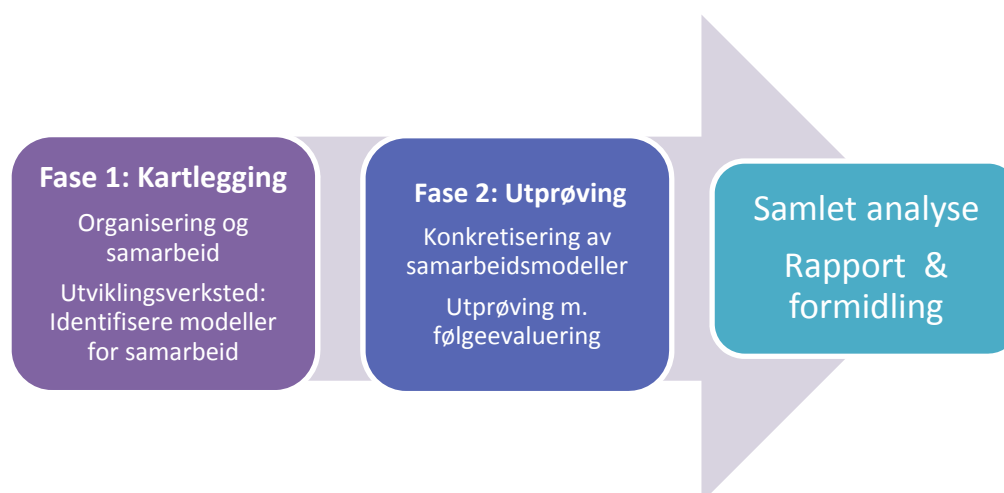 Fase 1: Kartlegging
Organisering og
samarbeid
Utviklingsverksted:
Identifisere modeller
for samarbeid
Fase 2: Utprøving
Konkretisering av
samarbeidsmodeller
Utprøving m.
følgeevaluering
Samlet analyse
Rapport &
formidling